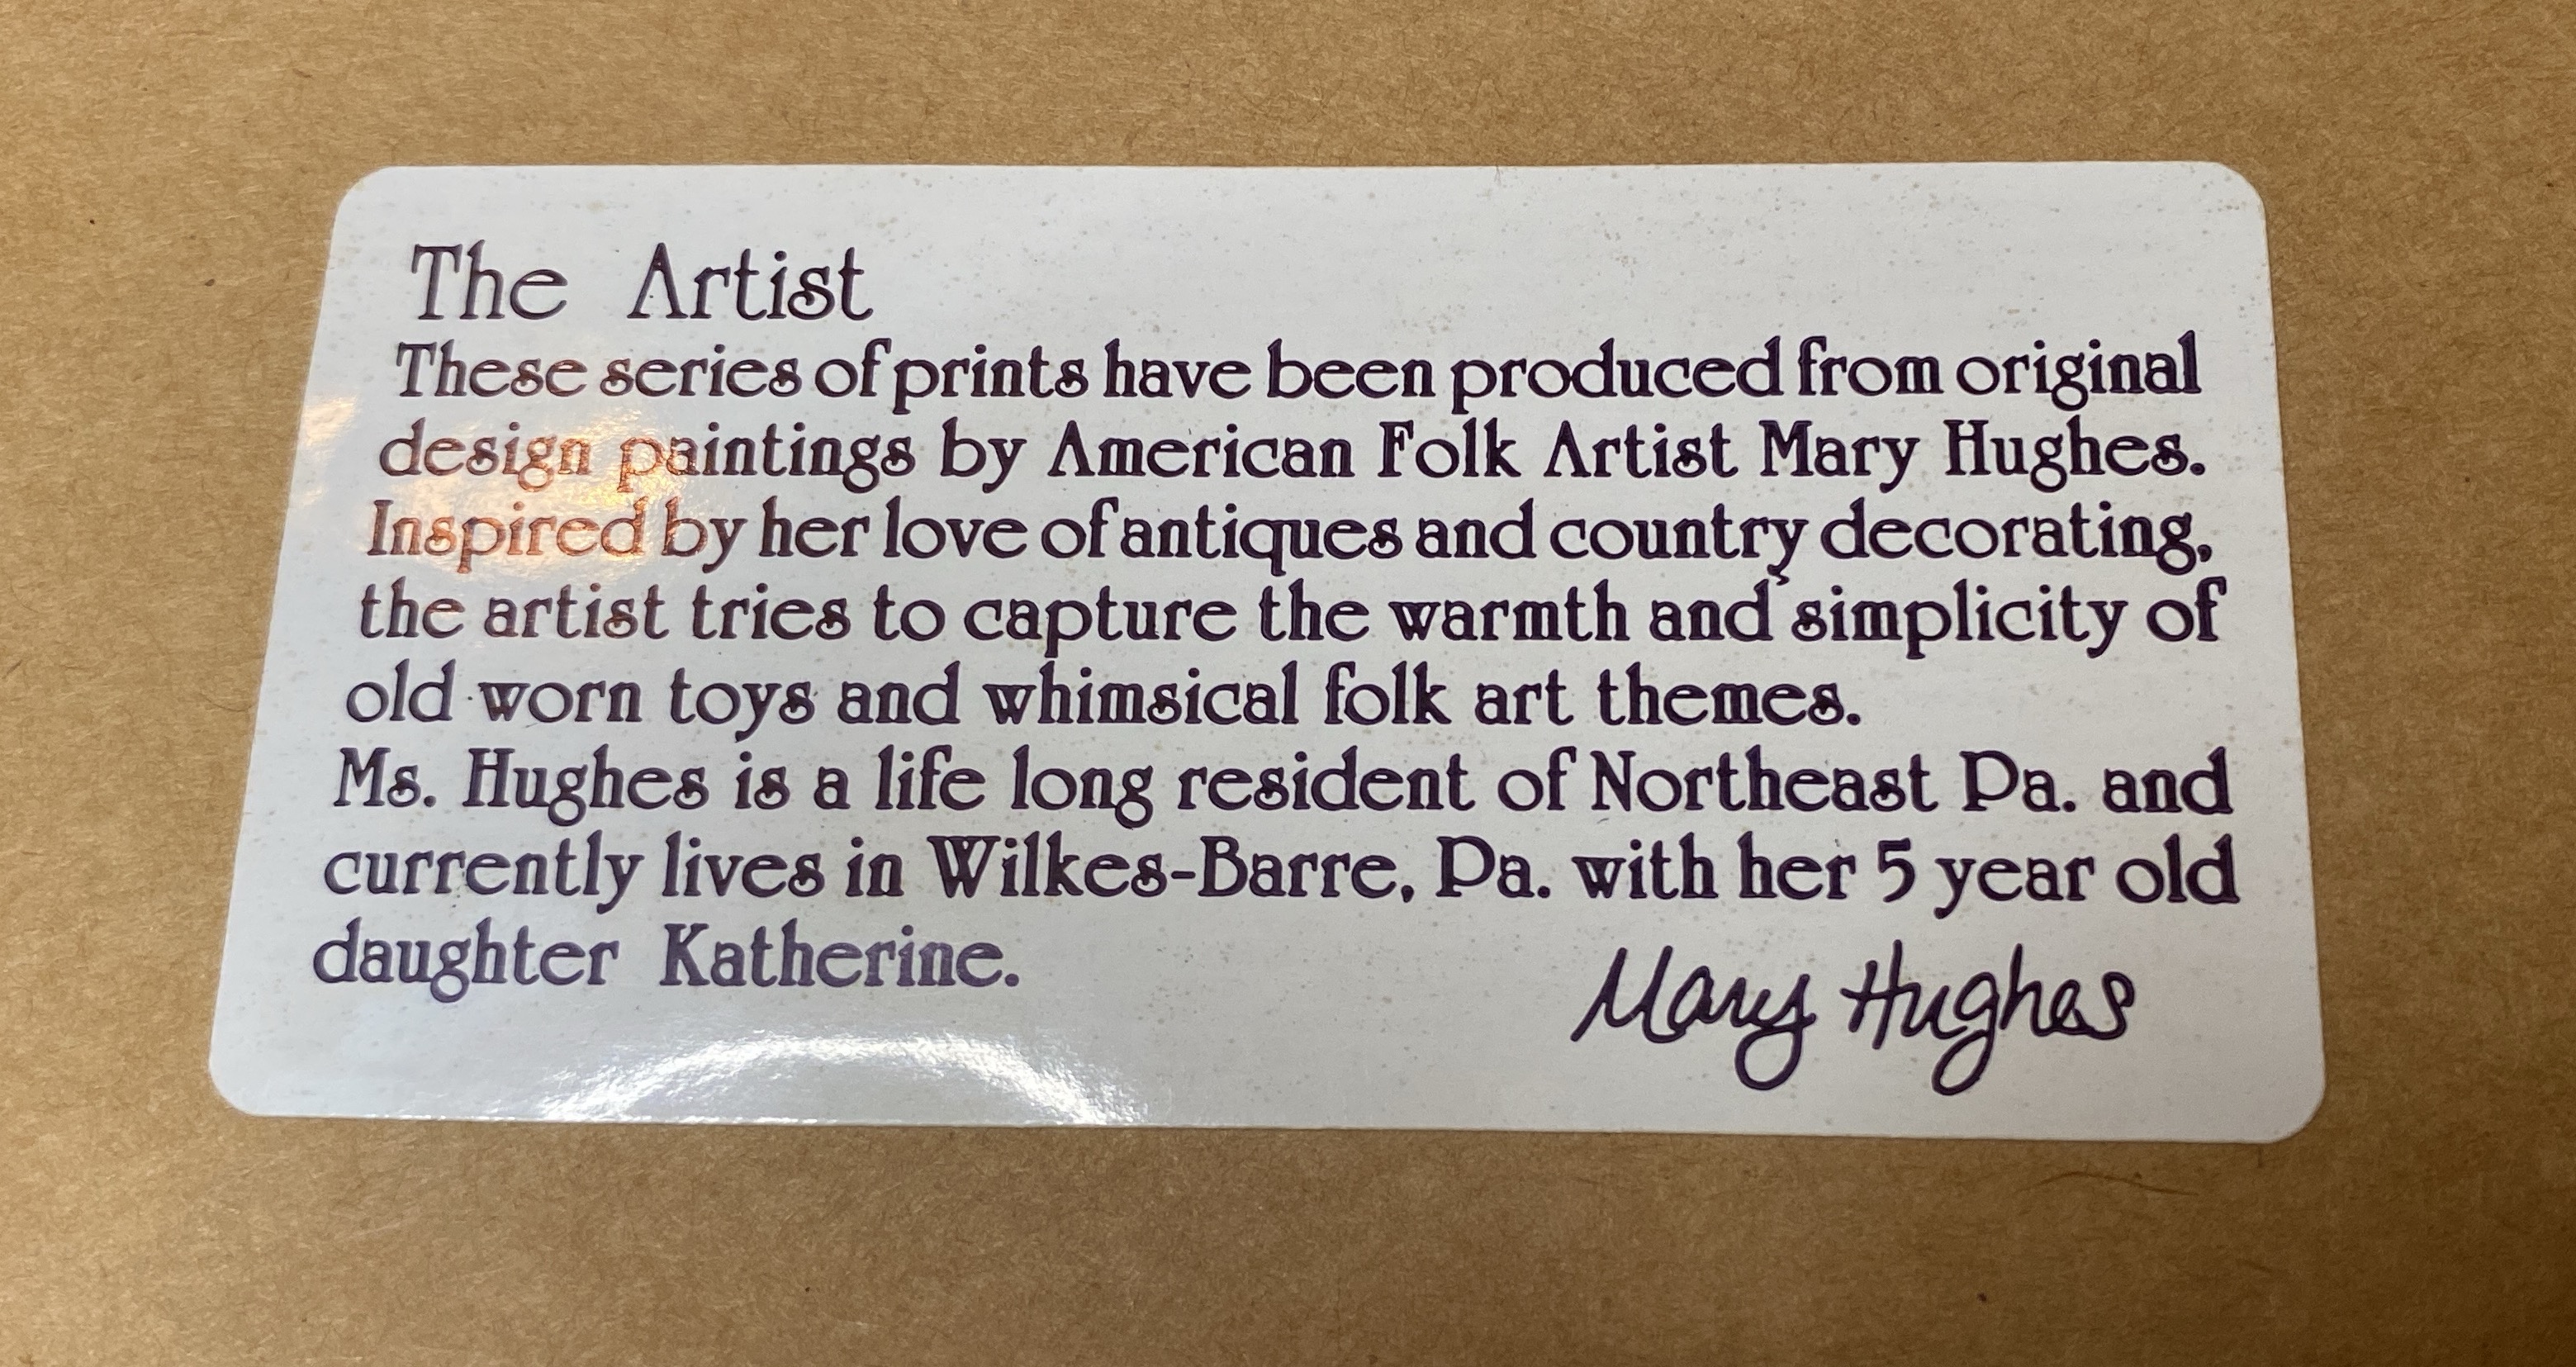 The Artist
These series of prints have been produced from original
design paintings by American Folk Artist Mary Hughes.
Inspired by her love of antiques and country decorating,
the artist tries to capture the warmth and simplicity of
old worn toys and whimsical folk art themes.
Ms. Hughes is a life long resident of Northeast Pa. and
currently lives in Wilkes-Barre, Pa. with her 5 year old
daughter Katherine.
Mary Hughes